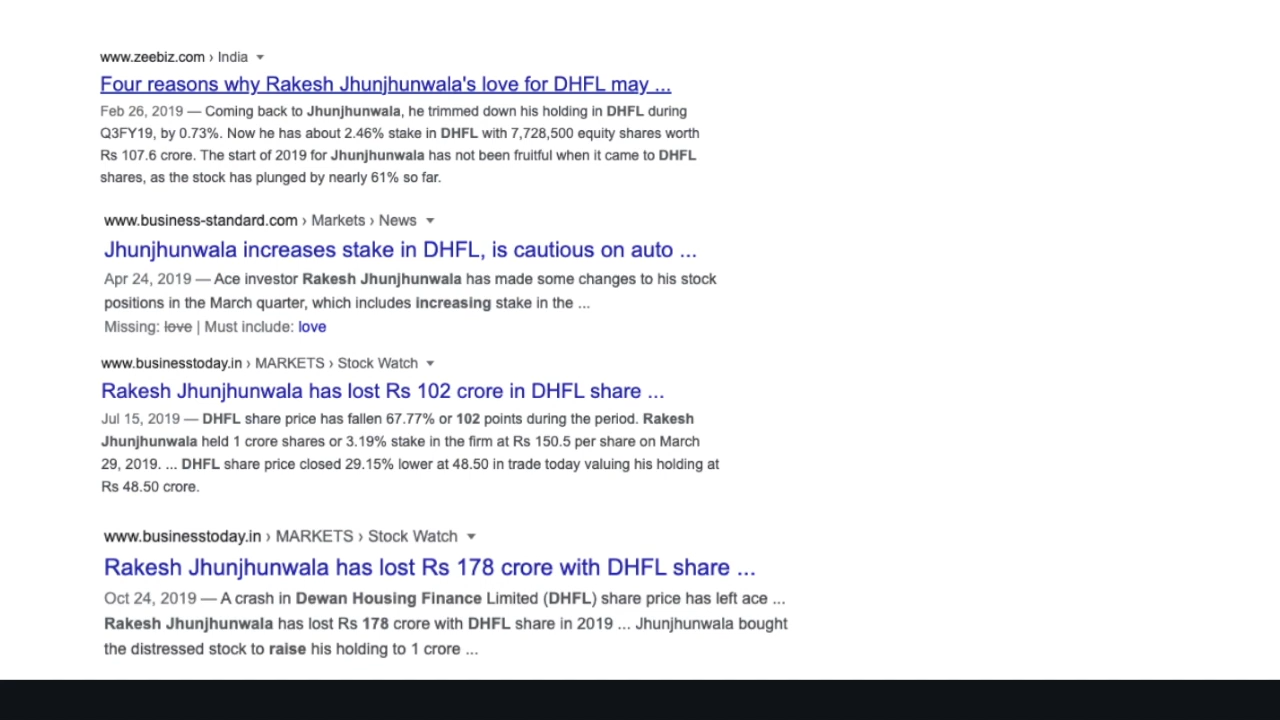 www.zeebiz.com › India
Four reasons why Rakesh Jhunjhunwala's love for DHFL may ...
Feb 26, 2019 — Coming back to Jhunjhunwala, he trimmed down his holding in DHFL during
Q3FY19, by 0.73%. Now he has about 2.46% stake in DHFL with 7,728,500 equity shares worth
Rs 107.6 crore. The start of 2019 for Jhunjhunwala has not been fruitful when it came to DHFL
shares, as the stock has plunged by nearly 61% so far.
www.business-standard.com › Markets › News
Jhunjhunwala increases stake in DHFL, is cautious on auto ...
Apr 24, 2019 — Ace investor Rakesh Jhunjhunwala has made some changes to his stock
positions in the March quarter, which includes increasing stake in the ...
Missing: love | Must include: love
www.businesstoday.in › MARKETS › Stock Watch
Rakesh Jhunjhunwala has lost Rs 102 crore in DHFL share ...
Jul 15, 2019 — DHFL share price has fallen 67.77% or 102 points during the period. Rakesh
Jhunjhunwala held 1 crore shares or 3.19% stake in the firm at Rs 150.5 per share on March
29, 2019. ... DHFL share price closed 29.15% lower at 48.50 in trade today valuing his holding at
Rs 48.50 crore.
www.businesstoday.in › MARKETS › Stock Watch
Rakesh Jhunjhunwala has lost Rs 178 crore with DHFL share ...
Oct 24, 2019 — A crash in Dewan Housing Finance Limited (DHFL) share price has left ace ...
Rakesh Jhunjhunwala has lost Rs 178 crore with DHFL share in 2019 ... Jhunjhunwala bought
the distressed stock to raise his holding to 1 crore ...